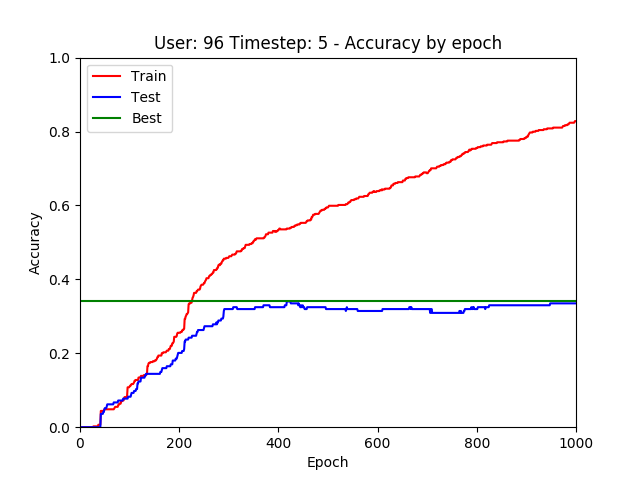 User: 96 Timestep: 5 - Accuracy by epoch
Train
Test
Best
Accuracy
1.0
0.8
0.6
0.4
0.2
0.0
0 200 400 600 800 1000
Epoch